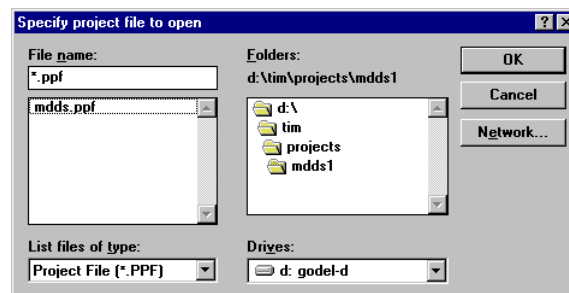 Specify project file to open
File name:
*.ppf
mdds.ppf
List files of type:
Project File (*.PPF)
Folders:
d:\tim\projects\mdds1
d:\
tim
projects
mdds1
Drives:
d: godel-d
OK
Cancel
Network...